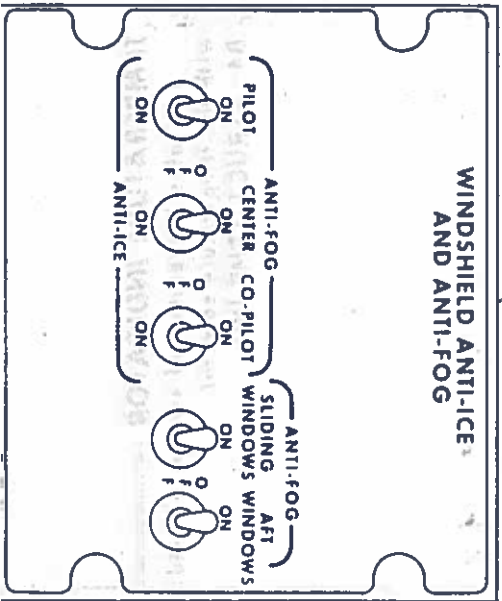 WINDSHIELD ANTI-ICE
AND ANTI-FOG
ANTI-FOG
ANTI-FOG
SLIDING AFT
PILOT CENTER CO-PILOT WINDOWS WINDOWS
ON ON ON ON ON
OFF OFF OFF
ON ON ON
ANTI-ICE